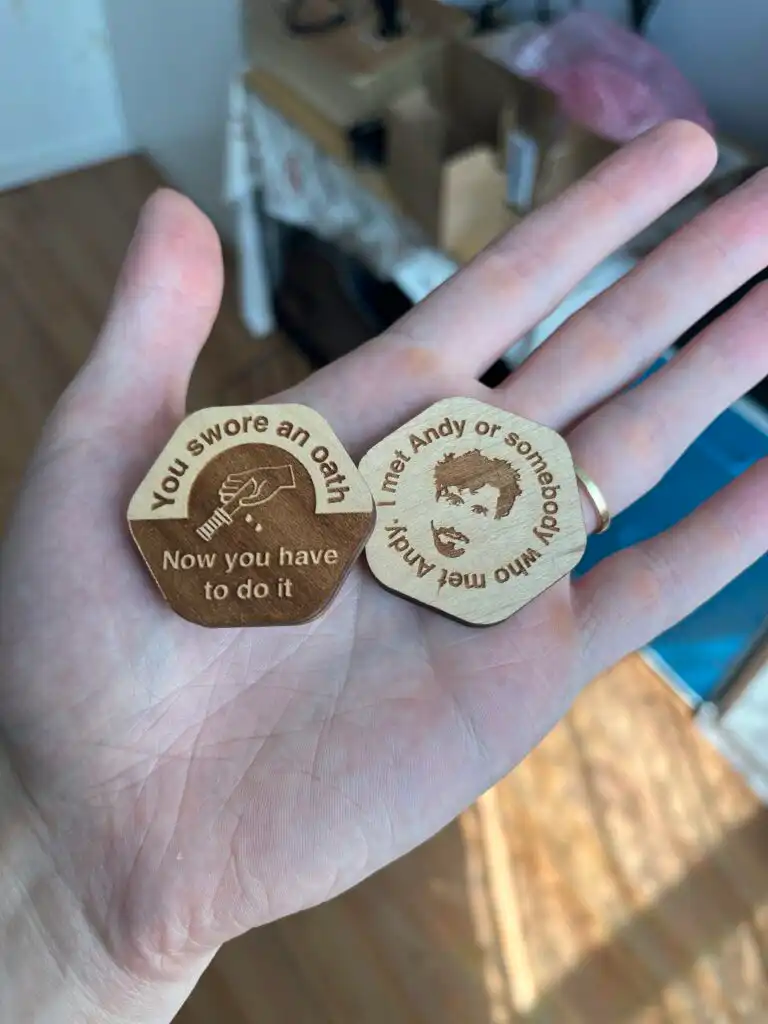 You swore an oath
Now you have
to do it
I met Andy or somebody who met Andy.